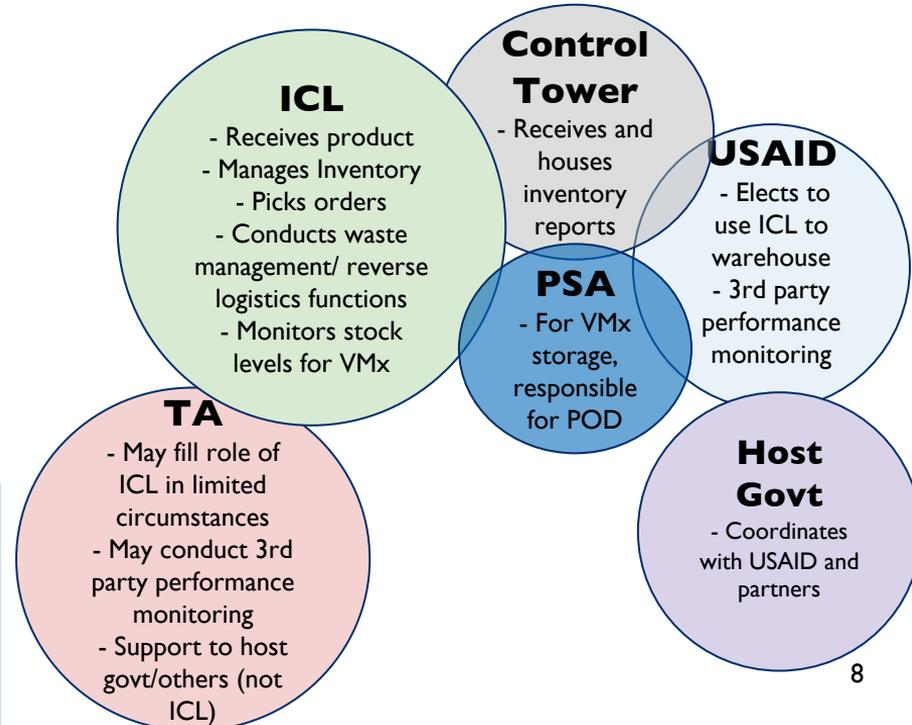 ICL
- Receives product
- Manages Inventory
- Picks orders
- Conducts waste
management/ reverse
logistics functions
- Monitors stock
levels for VMx
Control
Tower
- Receives and
houses
inventory
reports
USAID
- Elects to
use ICL to
warehouse
- 3rd party
performance
monitoring
PSA
- For VMx
storage,
responsible
for POD
TA
- May fill role of
ICL in limited
circumstances
- May conduct 3rd
party performance
monitoring
- Support to host
govt/others (not
ICL)
Host
Govt
- Coordinates
with USAID and
partners
8